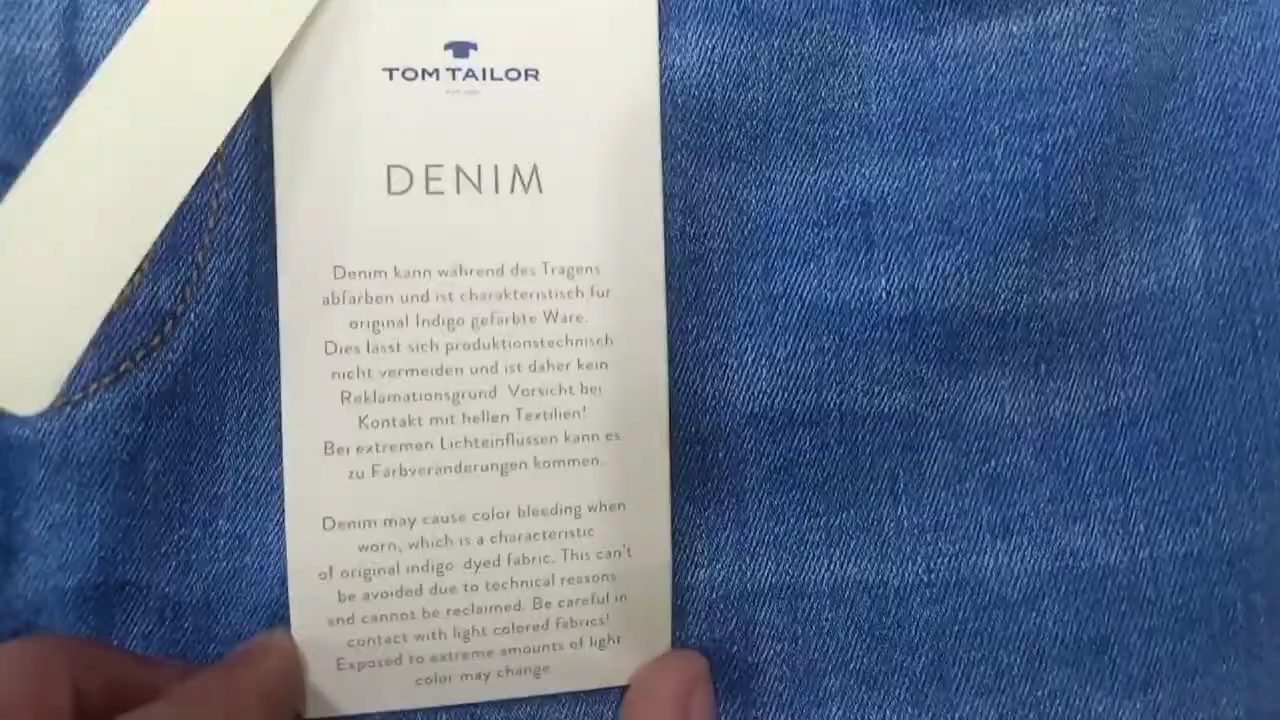 TOM TAILOR
DENIM
Denim kann während des Tragens
abfärben und ist charakteristisch für
original Indigo gefärbte Ware.
Dies lässt sich produktionstechnisch
nicht vermeiden und ist daher kein
Reklamationsgrund. Vorsicht bei
Kontakt mit hellen Textilien!
Bei extremen Lichteinflüssen kann es
zu Farbveränderungen kommen.
Denim may cause color bleeding when
worn, which is a characteristic
of original indigo dyed fabric. This can't
be avoided due to technical reasons
and cannot be reclaimed. Be careful in
contact with light colored fabrics!
Exposed to extreme amounts of light
color may change